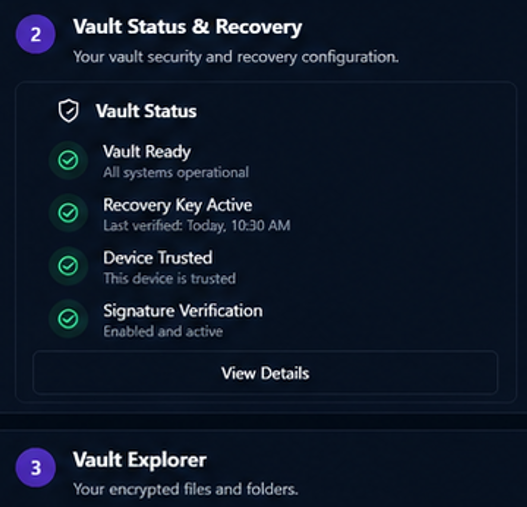 2
Vault Status & Recovery
Your vault security and recovery configuration.
Vault Status
Vault Ready
All systems operational
Recovery Key Active
Last verified: Today, 10:30 AM
Device Trusted
This device is trusted
Signature Verification
Enabled and active
View Details
3
Vault Explorer
Your encrypted files and folders.